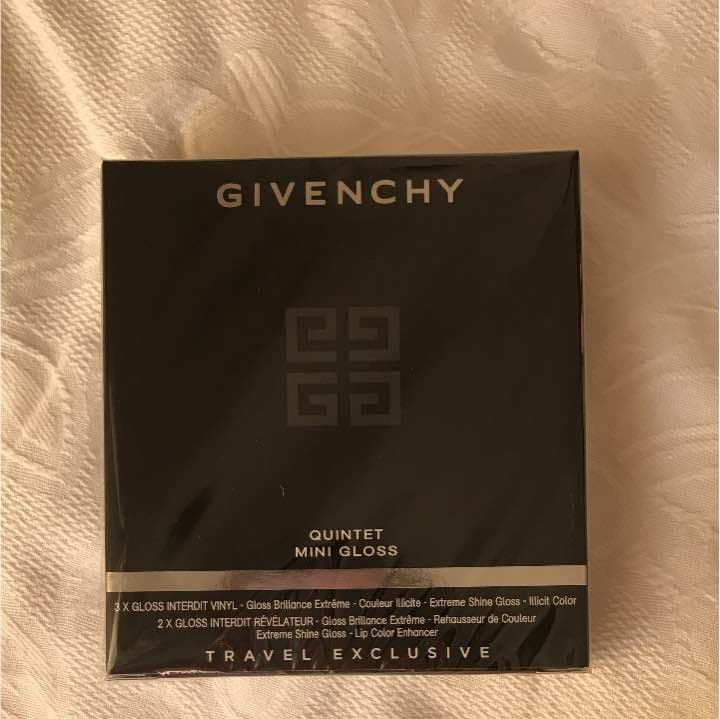 GIVENCHY
QUINTET
MINI GLOSS
3 X GLOSS INTERDIT VINYL - Gloss Brillance Extrême - Couleur Illicite - Extreme Shine Gloss - Illicit Color
2 X GLOSS INTERDIT RÉVÉLATEUR - Gloss Brillance Extrême - Rehausseur de Couleur
Extreme Shine Gloss - Lip Color Enhancer
TRAVEL EXCLUSIVE